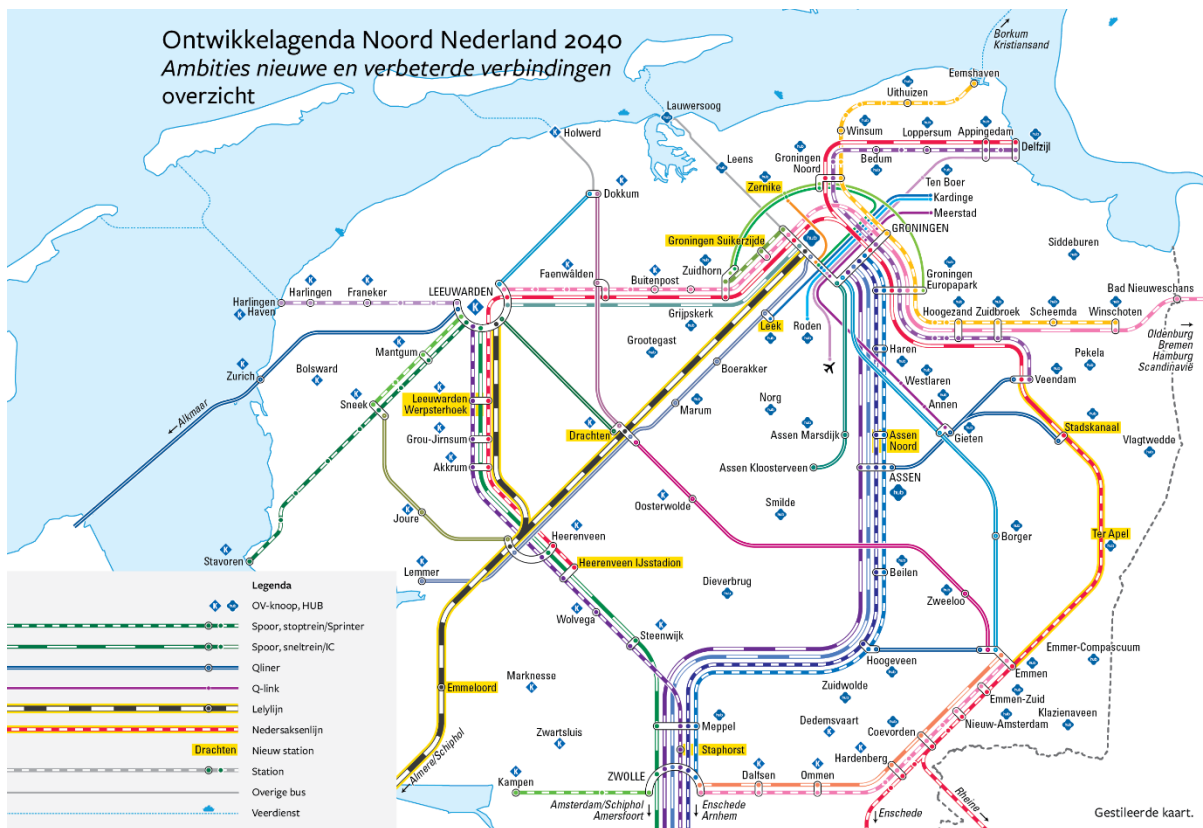 Ontwikkelagenda Noord Nederland 2040
Ambities nieuwe en verbeterde verbindingen
overzicht
Borkum
Kristiansand
Eemshaven
Uithuizen
Lauwersoog
Holwerd
Winsum
Loppersum
Appingedam
Delfzijl
Leens
Groningen
Noord
Bedum
Ten Boer
Zernike
Kardinge
Meerstad
Dokkum
GRONINGEN
Groningen Suikerzijde
Siddeburen
Feanwâlden
Buitenpost
Zuidhorn
Groningen
Europapark
LEEUWARDEN
Harlingen
Haven
Harlingen
Franeker
Bad Nieuweschans
Hoogezand
Zuidbroek
Scheemda
Winschoten
Grijpskerk
Leek
Roden
Oldenburg
Bremen
Hamburg
Scandinavië
Mantgum
Grootegast
Haren
Pekela
Zurich
Bolsward
Boerakker
Westlaren
Veendam
Sneek
Leeuwarden
Werpsterhoek
Marum
Norg
Annen
Alkmaar
Drachten
Assen Marsdijk
Assen
Noord
Gieten
Stadskanaal
Vlagtwedde
Grou-Jirnsum
Akkrum
Assen Kloosterveen
ASSEN
Joure
Oosterwolde
Smilde
Heerenveen
Borger
Ter Apel
Stavoren
Lemmer
Heerenveen IJsstadion
Dieverbrug
Beilen
Zweeloo
Wolvega
Steenwijk
Hoogeveen
Emmer-Compascuum
Emmen
Emmeloord
Marknesse
Zuidwolde
Emmen-Zuid
Klazienaveen
Nieuw-Amsterdam
Zwartsluis
Meppel
Dedemsvaart
Coevorden
Staphorst
Hardenberg
Almere/Schiphol
Kampen
ZWOLLE
Dalfsen
Ommen
Amsterdam/Schiphol
Amersfoort
Enschede
Arnhem
Enschede
Rheine
Legenda
OV-knoop, HUB
Spoor, stoptrein/Sprinter
Spoor, sneltrein/IC
Qliner
Q-link
Lelylijn
Nedersaksenlijn
Drachten Nieuw station
Station
Overige bus
Veerdienst
Gestileerde kaart.